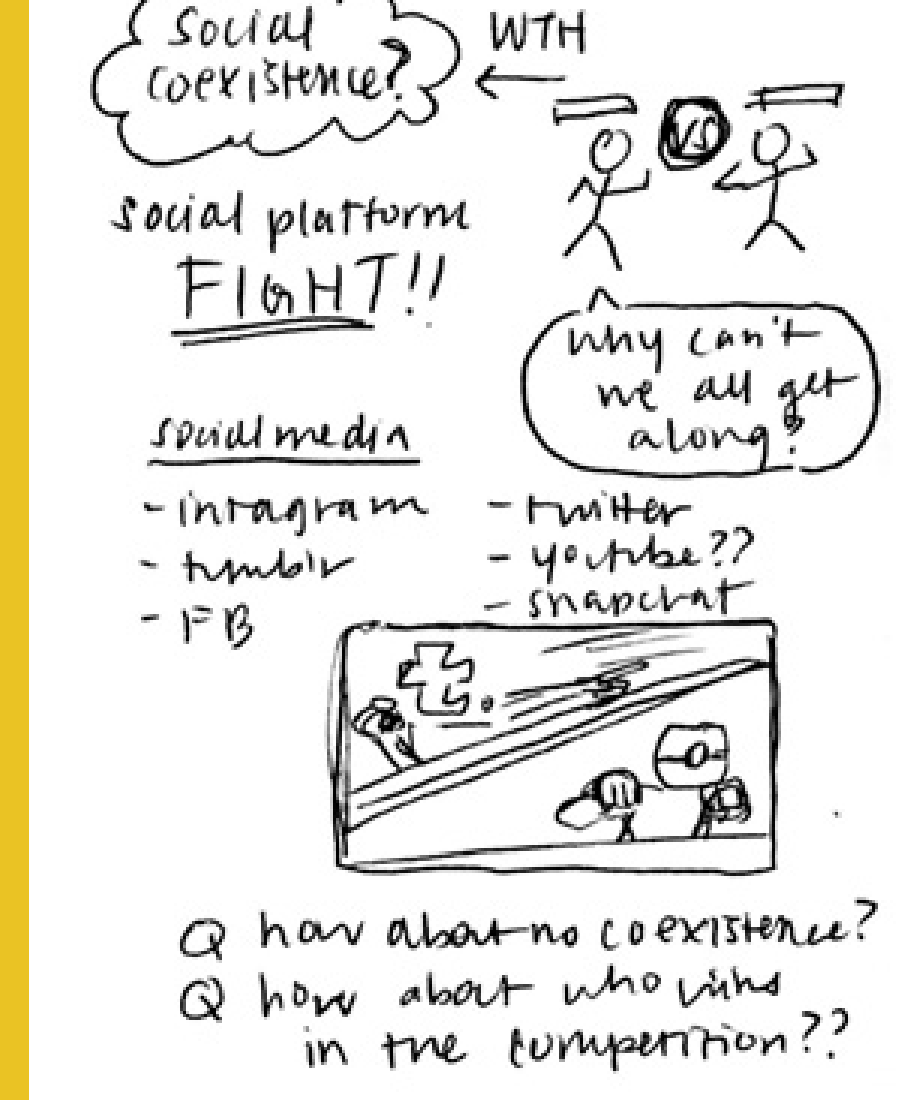 Social
coexistence?
WTH
VS
social platform
FIGHT!!
why can't
we all get
along?
social media
- intagram
- tumblr
- FB
- twitter
- youtube??
- snapchat
Q how about no coexistence?
Q how about who wins
in the competition??